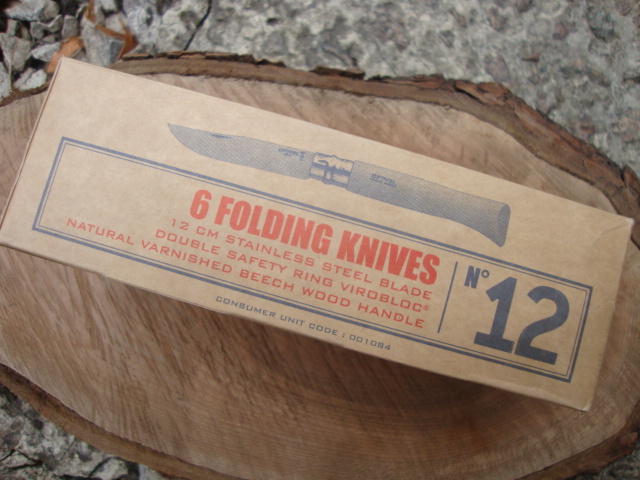 6 FOLDING KNIVES
12 CM STAINLESS STEEL BLADE
DOUBLE SAFETY RING VIROBLOC®
NATURAL VARNISHED BEECH WOOD HANDLE
N° 12
CONSUMER UNIT CODE : 001084